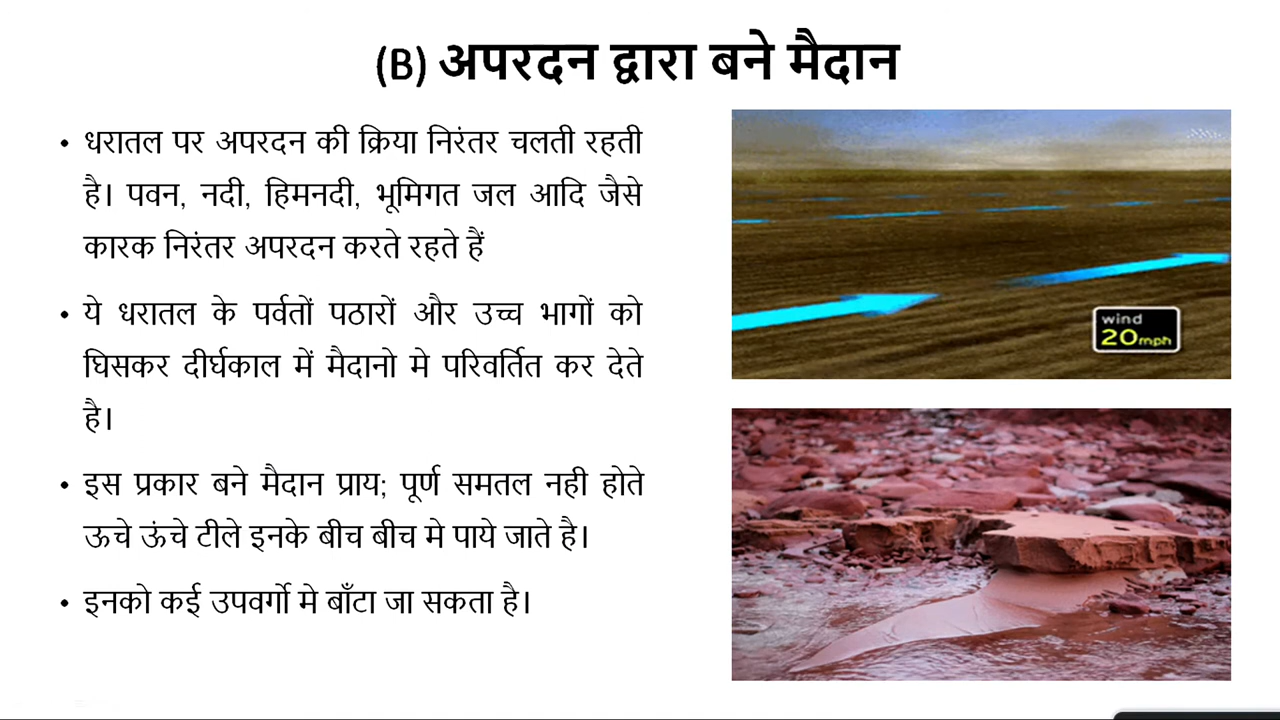 (B) अपरदन द्वारा बने मैदान
• धरातल पर अपरदन की क्रिया निरंतर चलती रहती
है। पवन, नदी, हिमनदी, भूमिगत जल आदि जैसे
कारक निरंतर अपरदन करते रहते हैं
• ये धरातल के पर्वतों पठारों और उच्च भागों को
घिसकर दीर्घकाल में मैदानो मे परिवर्तित कर देते
है।
• इस प्रकार बने मैदान प्राय; पूर्ण समतल नही होते
ऊचे ऊंचे टीले इनके बीच बीच मे पाये जाते है।
• इनको कई उपवर्गो मे बाँटा जा सकता है।
wind
20mph